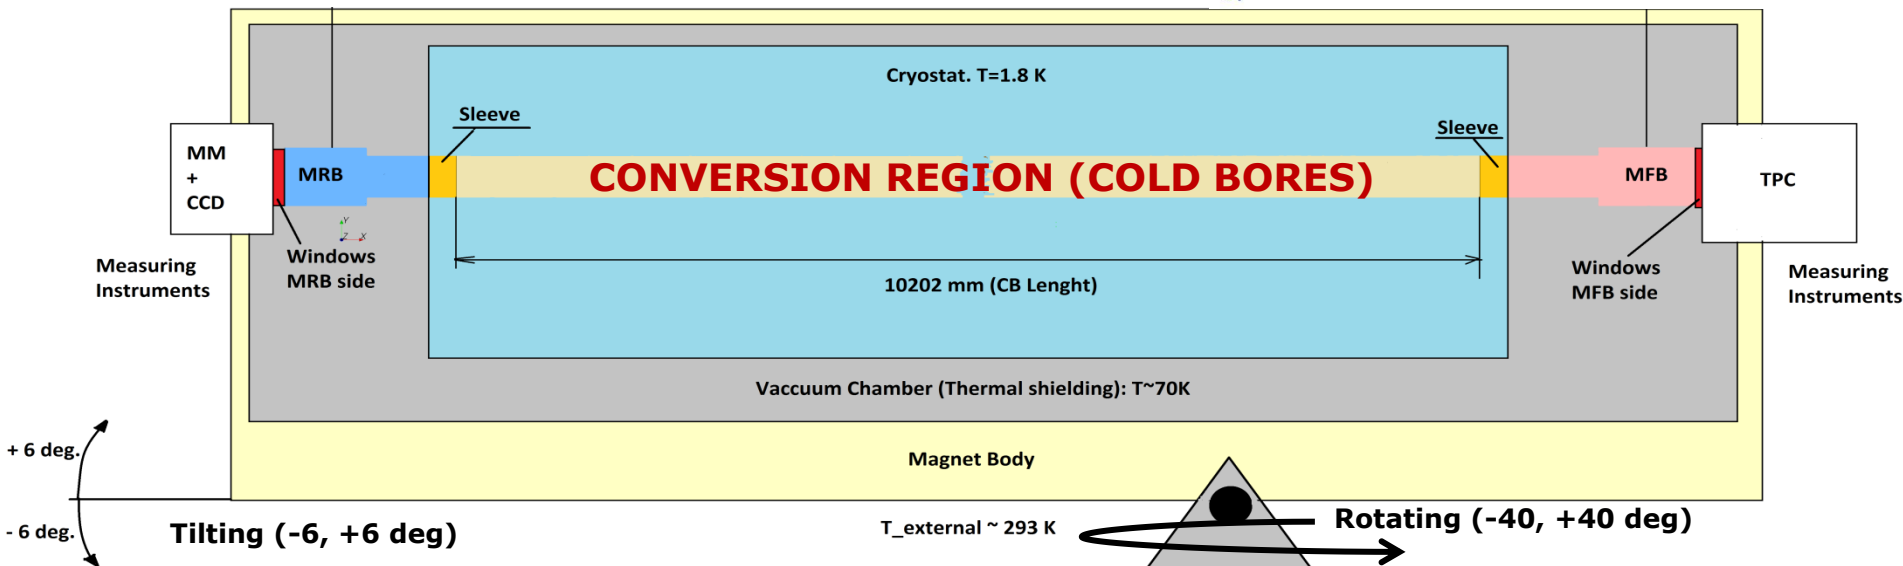 Cryostat. T=1.8 K
Sleeve
Sleeve
MM
+
CCD
MRB
CONVERSION REGION (COLD BORES)
MFB
TPC
Y
Z X
Windows
MRB side
Windows
MFB side
Measuring
Instruments
Measuring
Instruments
10202 mm (CB Lenght)
Vaccuum Chamber (Thermal shielding): T~70K
+ 6 deg.
Magnet Body
- 6 deg.
Tilting (-6, +6 deg)
T_external ~ 293 K
Rotating (-40, +40 deg)